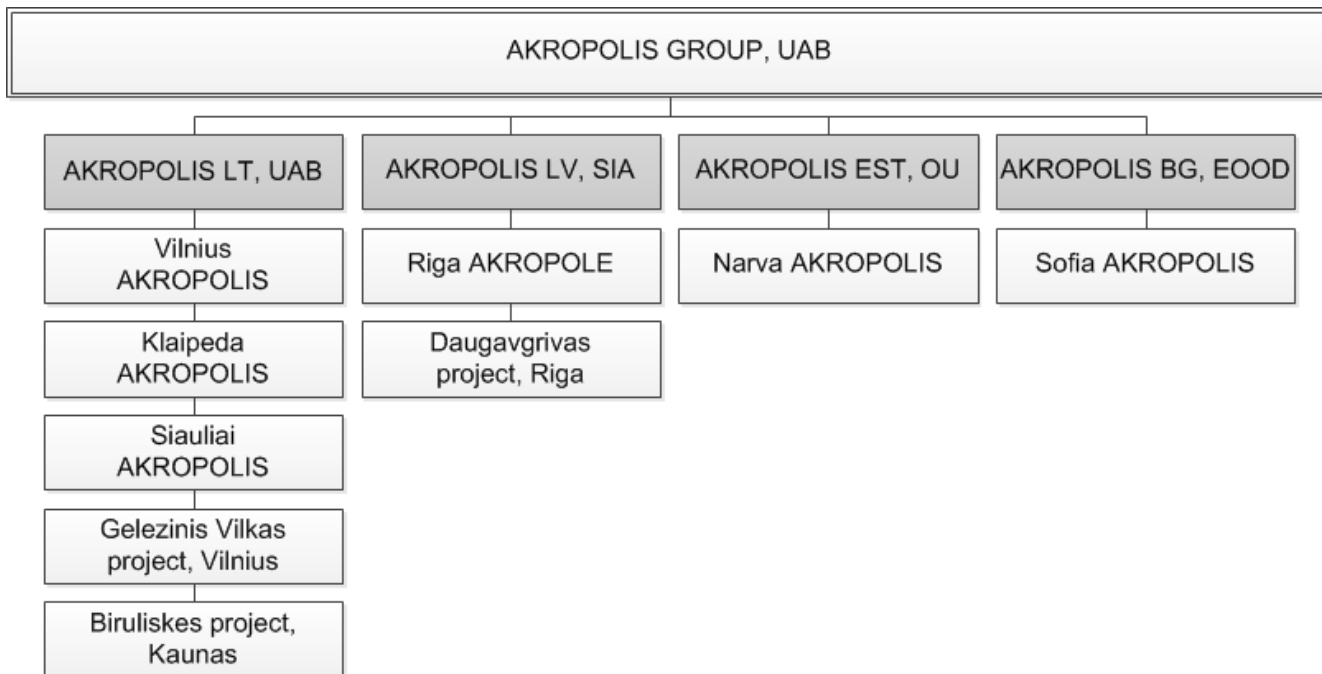 AKROPOLIS GROUP, UAB
AKROPOLIS LT, UAB
AKROPOLIS LV, SIA
AKROPOLIS EST, OU
AKROPOLIS BG, EOOD
Vilnius
AKROPOLIS
Riga AKROPOLE
Narva AKROPOLIS
Sofia AKROPOLIS
Klaipeda
AKROPOLIS
Daugavgrivas
project, Riga
Siauliai
AKROPOLIS
Gelezinis Vilkas
project, Vilnius
Biruliskes project,
Kaunas